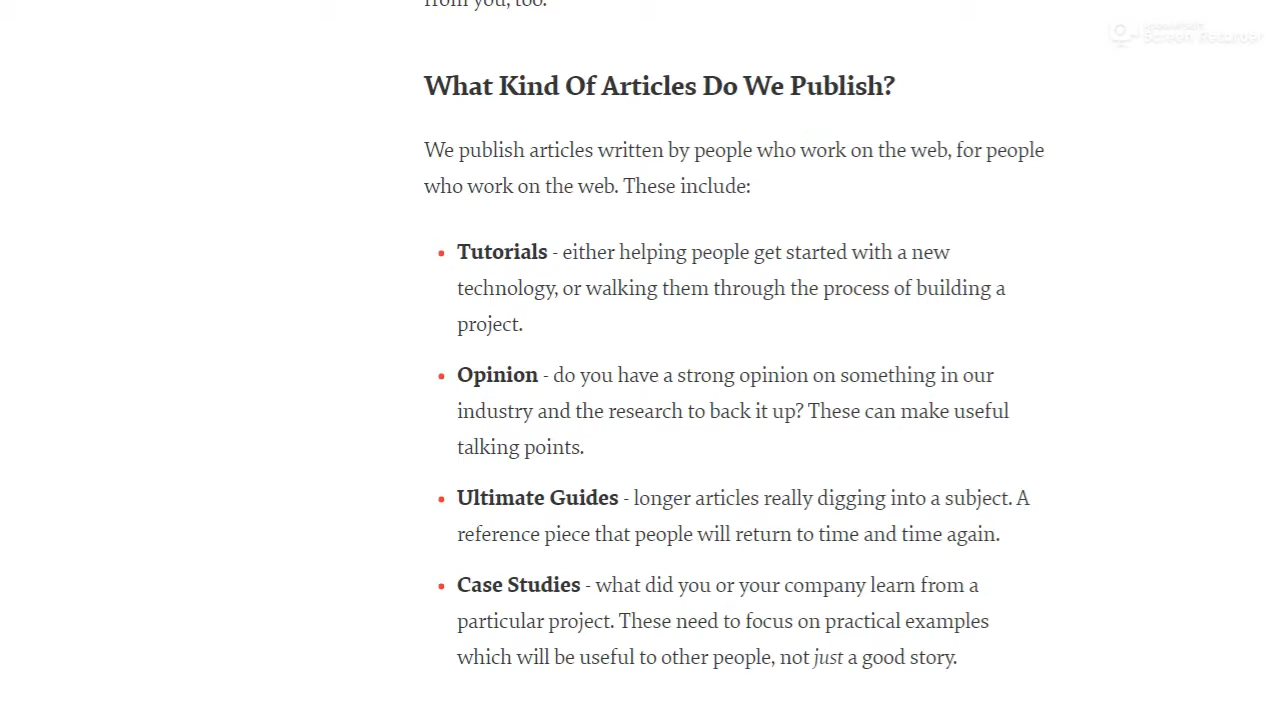 from you, too.
Screen Recorder
What Kind Of Articles Do We Publish?
We publish articles written by people who work on the web, for people
who work on the web. These include:
• Tutorials - either helping people get started with a new
technology, or walking them through the process of building a
project.
• Opinion - do you have a strong opinion on something in our
industry and the research to back it up? These can make useful
talking points.
• Ultimate Guides - longer articles really digging into a subject. A
reference piece that people will return to time and time again.
• Case Studies - what did you or your company learn from a
particular project. These need to focus on practical examples
which will be useful to other people, not just a good story.